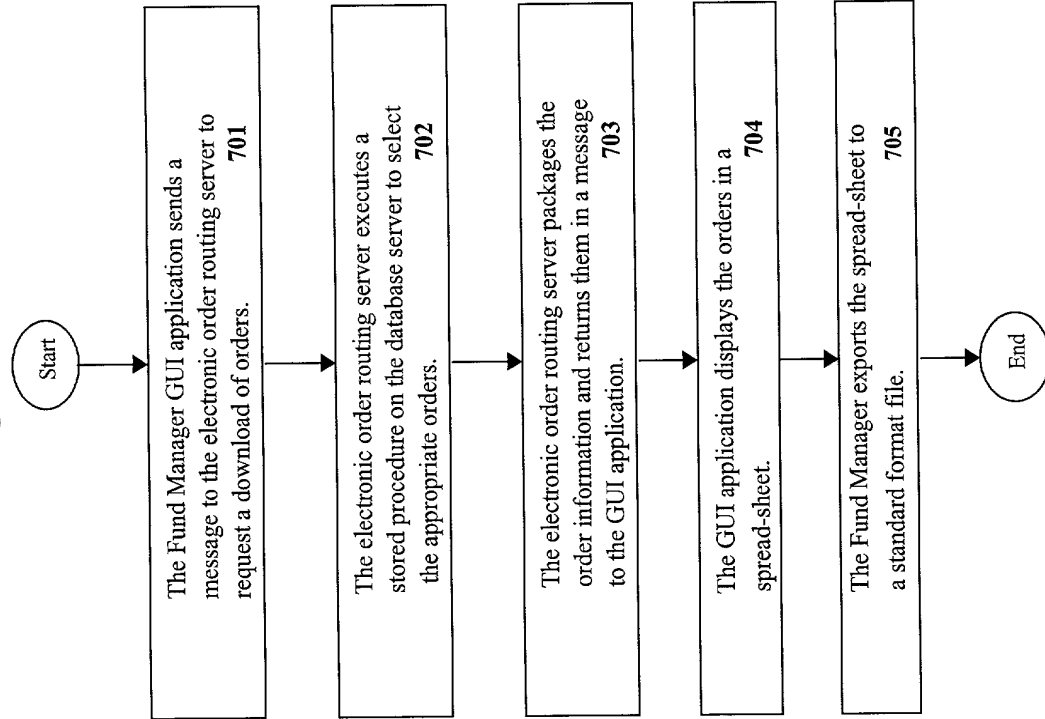 Start
The Fund Manager GUI application sends a
message to the electronic order routing server to
request a download of orders. 701
The electronic order routing server executes a
stored procedure on the database server to select
the appropriate orders. 702
The electronic order routing server packages the
order information and returns them in a message
to the GUI application. 703
The GUI application displays the orders in a
spread-sheet. 704
The Fund Manager exports the spread-sheet to
a standard format file. 705
End